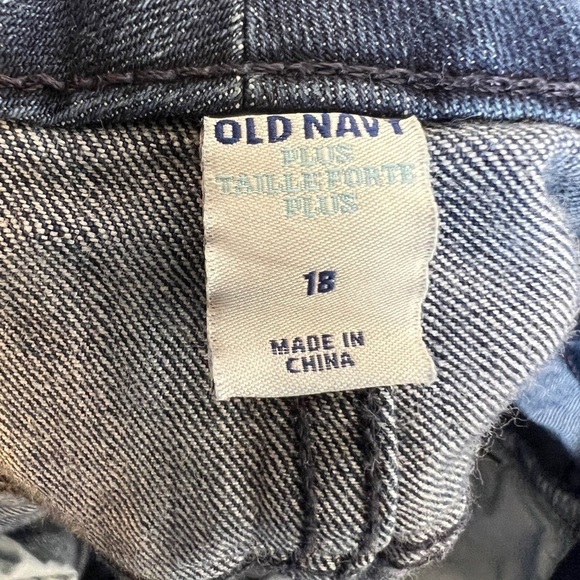 OLD NAVY
PLUS
TAILLE FORTE
PLUS
18
MADE IN
CHINA